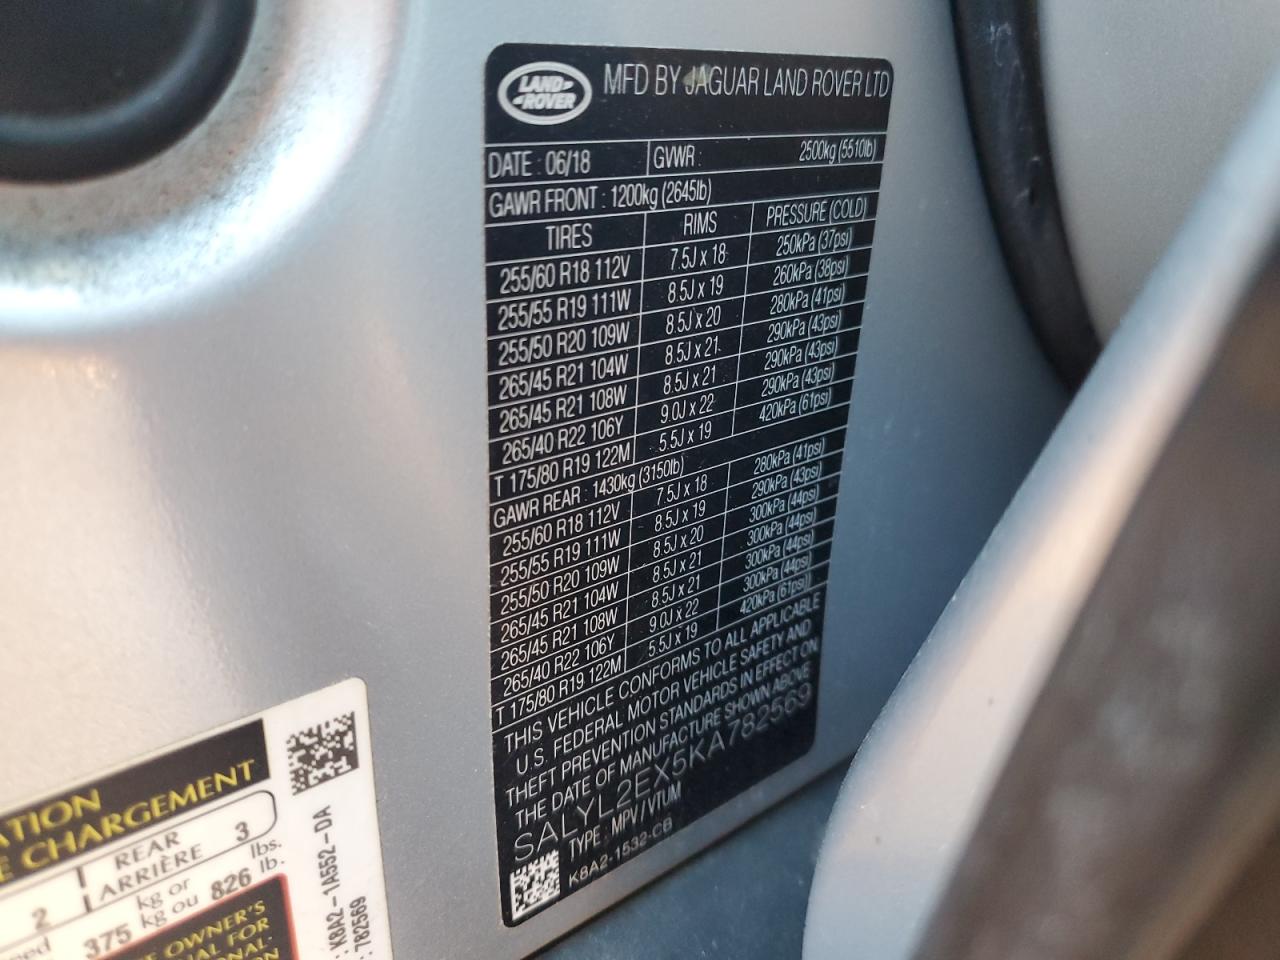 LAND ROVER
MFD BY JAGUAR LAND ROVER LTD
DATE : 06/18 GVWR : 2500kg (5510lb)
GAWR FRONT : 1200kg (2645lb)
TIRES RIMS PRESSURE (COLD)
255/60 R18 112V 7.5J x 18 250kPa (37psi)
255/55 R19 111W 8.5J x 19 260kPa (38psi)
255/50 R20 109W 8.5J x 20 280kPa (41psi)
265/45 R21 104W 8.5J x 21 290kPa (43psi)
265/45 R21 108W 8.5J x 21 290kPa (43psi)
265/40 R22 106Y 9.0J x 22 290kPa (43psi)
T 175/80 R19 122M 5.5J x 19 420kPa (61psi)
GAWR REAR : 1430kg (3150lb)
255/60 R18 112V 7.5J x 18 280kPa (41psi)
255/55 R19 111W 8.5J x 19 290kPa (43psi)
255/50 R20 109W 8.5J x 20 300kPa (44psi)
265/45 R21 104W 8.5J x 21 300kPa (44psi)
265/45 R21 108W 8.5J x 21 300kPa (44psi)
265/40 R22 106Y 9.0J x 22 300kPa (44psi)
T 175/80 R19 122M 5.5J x 19 420kPa (61psi))
THIS VEHICLE CONFORMS TO ALL APPLICABLE
U.S. FEDERAL MOTOR VEHICLE SAFETY AND
THEFT PREVENTION STANDARDS IN EFFECT ON
THE DATE OF MANUFACTURE SHOWN ABOVE
SALYL2EX5KA782569
TYPE : MPV/VTUM
K8A2-1532-CB
ATION
E CHARGEMENT
2 REAR 3
ARRIÈRE
375 kg or 826 lbs.
kg ou lb.
OWNER'S
FOR
K8A2-1A552-DA
782569